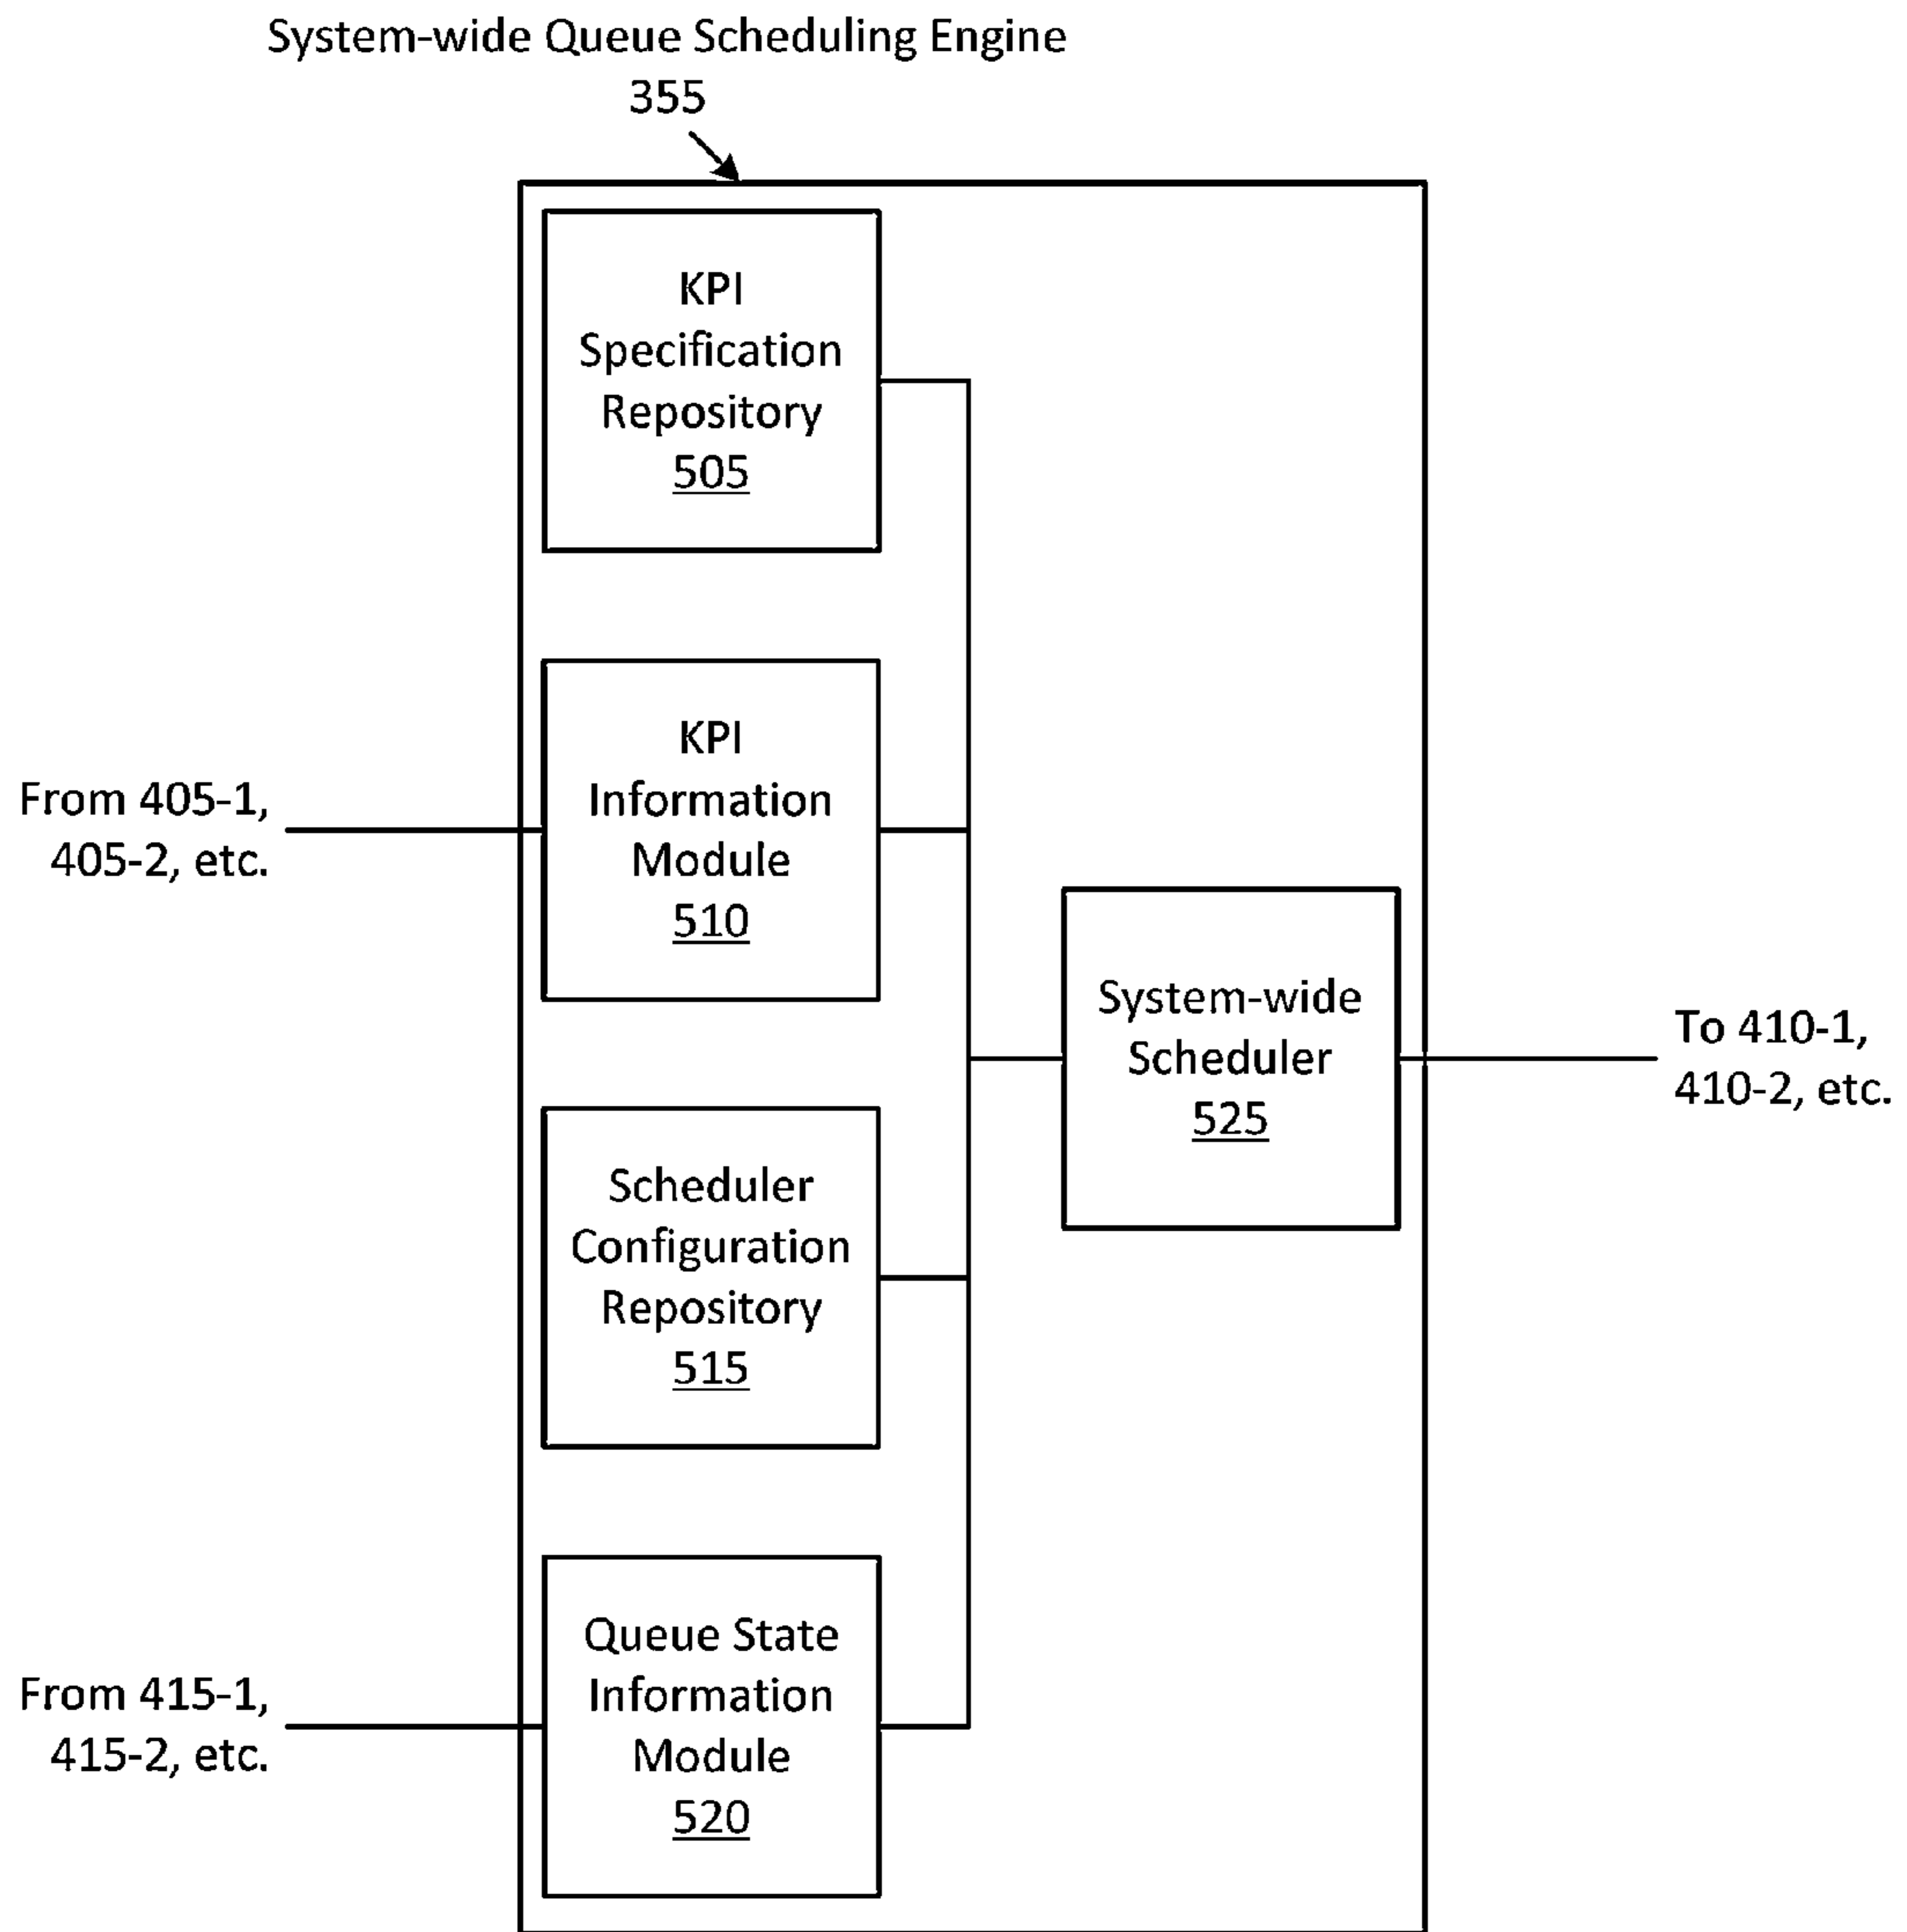 System-wide Queue Scheduling Engine
355
KPI
Specification
Repository
505
From 405-1,
405-2, etc.
KPI
Information
Module
510
System-wide
Scheduler
525
To 410-1,
410-2, etc.
Scheduler
Configuration
Repository
515
From 415-1,
415-2, etc.
Queue State
Information
Module
520